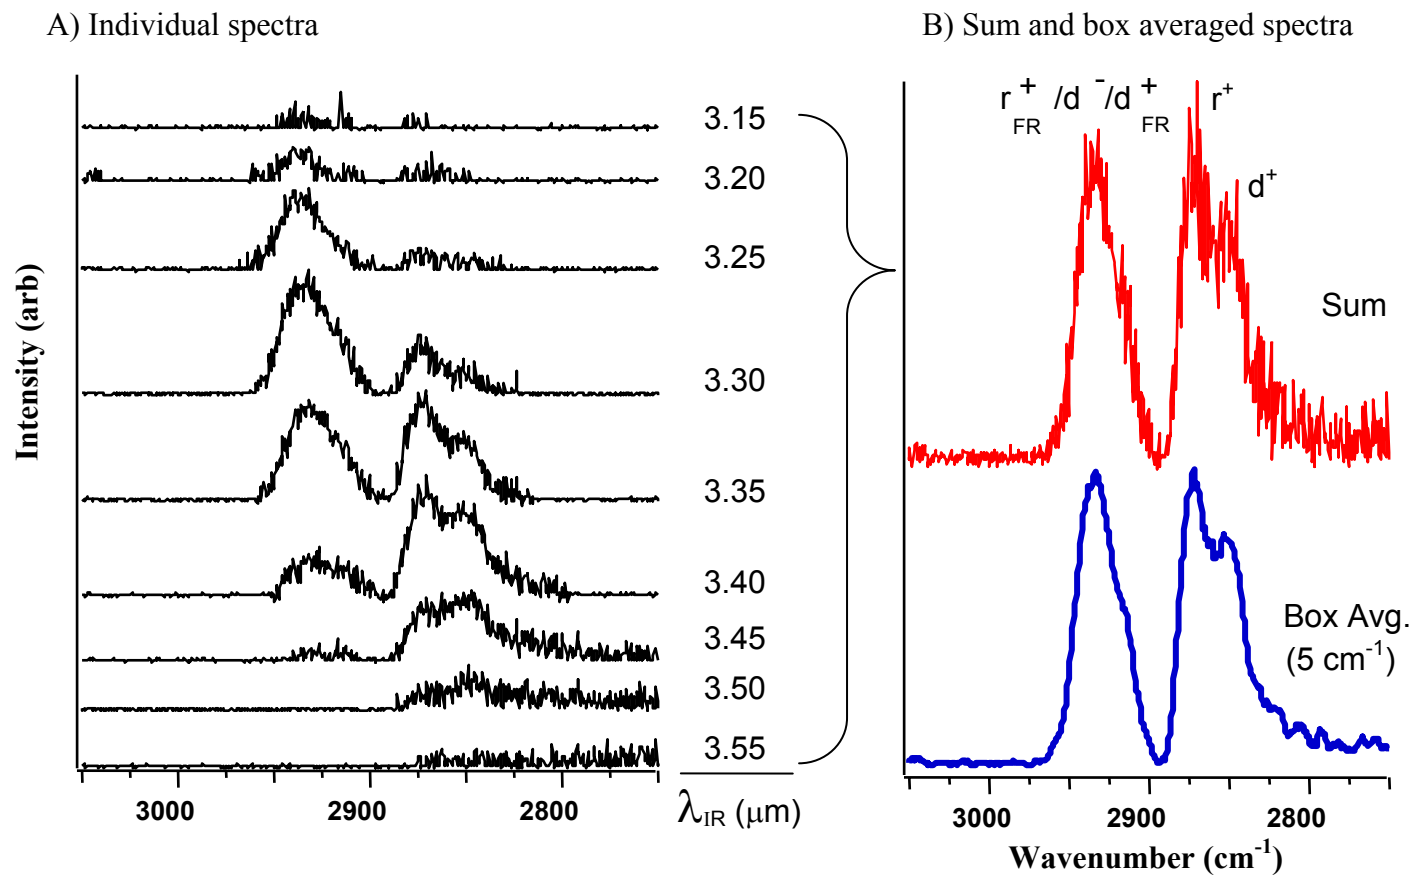 A) Individual spectra
B) Sum and box averaged spectra
Intensity (arb)
3.15
3.20
3.25
3.30
3.35
3.40
3.45
3.50
3.55
λIR (μm)
3000 2900 2800
r+FR/d-/d+FR
r+
d+
Sum
Box Avg.
(5 cm-1)
3000 2900 2800
Wavenumber (cm-1)